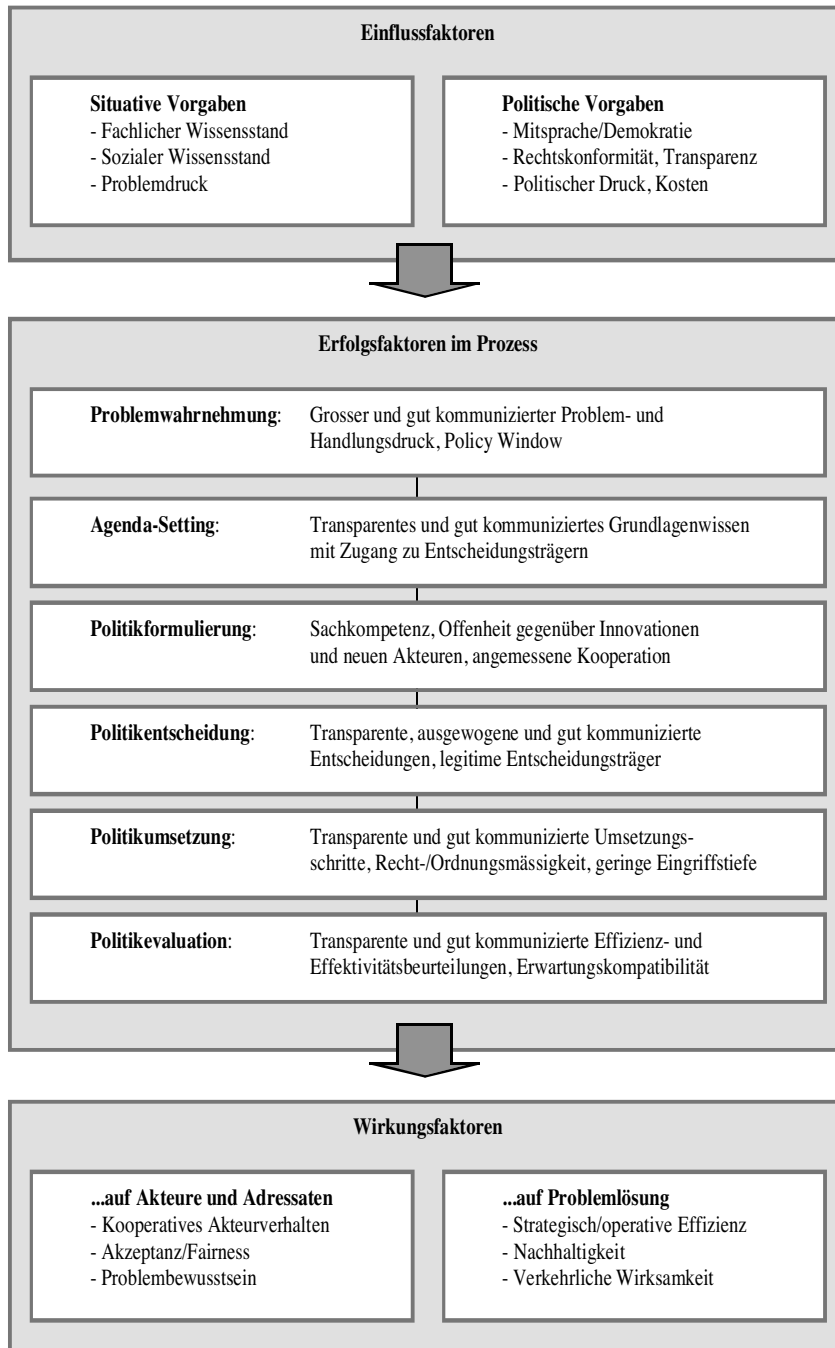 Einflussfaktoren
Situative Vorgaben
- Fachlicher Wissensstand
- Sozialer Wissensstand
- Problemdruck
Politische Vorgaben
- Mitsprache/Demokratie
- Rechtskonformität, Transparenz
- Politischer Druck, Kosten
Erfolgsfaktoren im Prozess
Problemwahrnehmung: Grosser und gut kommunizierter Problem- und
Handlungsdruck, Policy Window
Agenda-Setting: Transparentes und gut kommuniziertes Grundlagenwissen
mit Zugang zu Entscheidungsträgern
Politikformulierung: Sachkompetenz, Offenheit gegenüber Innovationen
und neuen Akteuren, angemessene Kooperation
Politikentscheidung: Transparente, ausgewogene und gut kommunizierte
Entscheidungen, legitime Entscheidungsträger
Politikumsetzung: Transparente und gut kommunizierte Umsetzungs-
schritte, Recht-/Ordnungsmässigkeit, geringe Eingriffstiefe
Politikevaluation: Transparente und gut kommunizierte Effizienz- und
Effektivitätsbeurteilungen, Erwartungskompatibilität
Wirkungsfaktoren
...auf Akteure und Adressaten
- Kooperatives Akteurverhalten
- Akzeptanz/Fairness
- Problembewusstsein
...auf Problemlösung
- Strategisch/operative Effizienz
- Nachhaltigkeit
- Verkehrliche Wirksamkeit